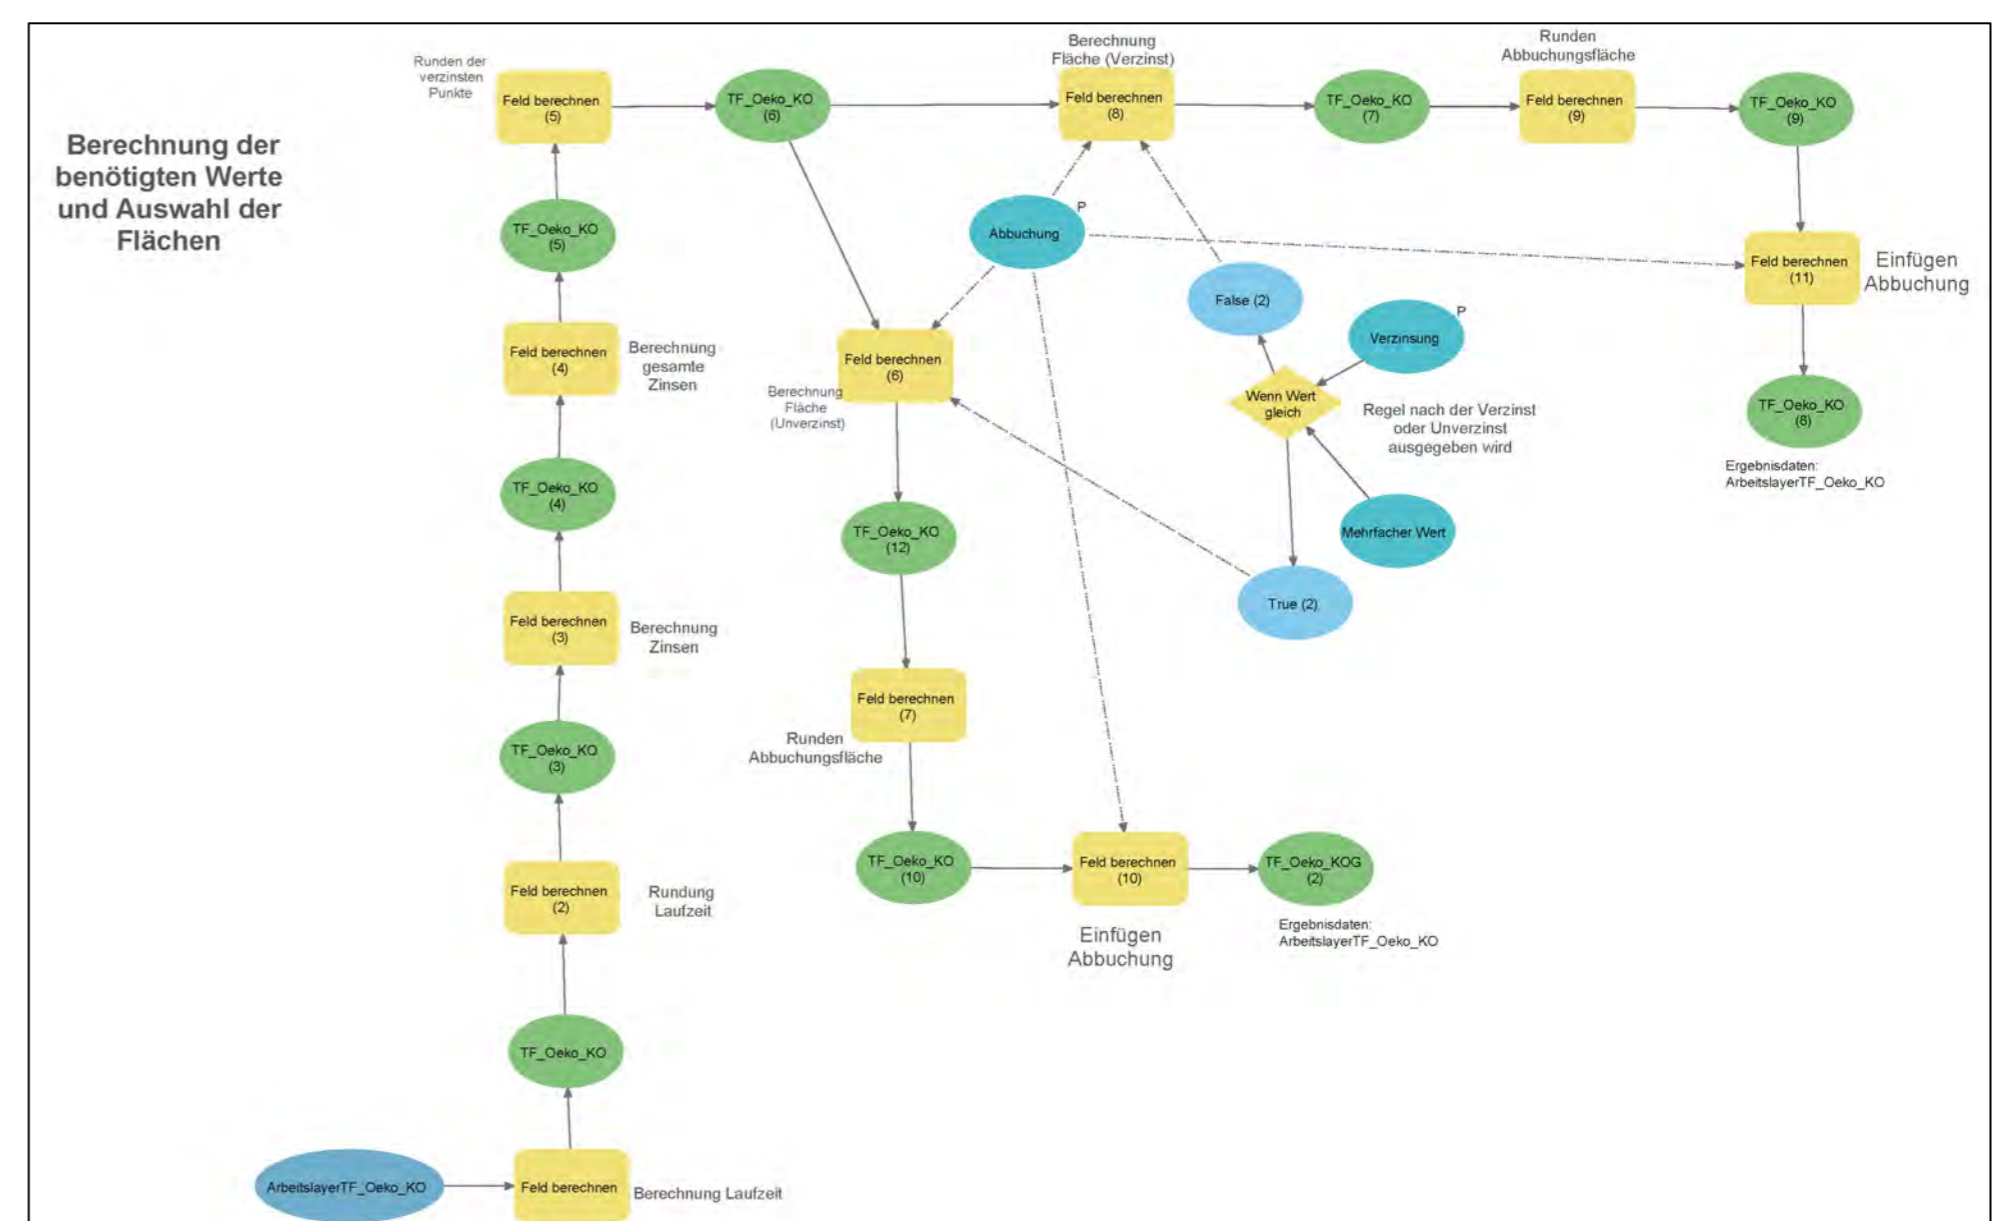 Berechnung der
benötigten Werte
und Auswahl der
Flächen
Runden der
verzinsten
Punkte
Feld berechnen
(5)
TF_Oeko_KO
(6)
Berechnung
Fläche (Verzinst)
Feld berechnen
(8)
TF_Oeko_KO
(7)
Runden
Abbuchungsfläche
Feld berechnen
(9)
TF_Oeko_KO
(9)
TF_Oeko_KO
(5)
Abbuchung
P
Feld berechnen
(11)
Einfügen
Abbuchung
False (2)
Verzinsung
P
Feld berechnen
(4)
Berechnung
gesamte
Zinsen
Feld berechnen
(6)
Berechnung
Fläche
(Unverzinst)
Wenn Wert
gleich
Regel nach der Verzinst
oder Unverzinst
ausgegeben wird
TF_Oeko_KO
(8)
Ergebnisdaten:
ArbeitslayerTF_Oeko_KO
TF_Oeko_KO
(4)
TF_Oeko_KO
(12)
Mehrfacher Wert
True (2)
Feld berechnen
(3)
Berechnung
Zinsen
Feld berechnen
(7)
Runden
Abbuchungsfläche
TF_Oeko_KO
(3)
TF_Oeko_KO
(10)
Feld berechnen
(10)
TF_Oeko_KOG
(2)
Einfügen
Abbuchung
Ergebnisdaten:
ArbeitslayerTF_Oeko_KO
Feld berechnen
(2)
Rundung
Laufzeit
TF_Oeko_KO
ArbeitslayerTF_Oeko_KO
Feld berechnen
Berechnung Laufzeit